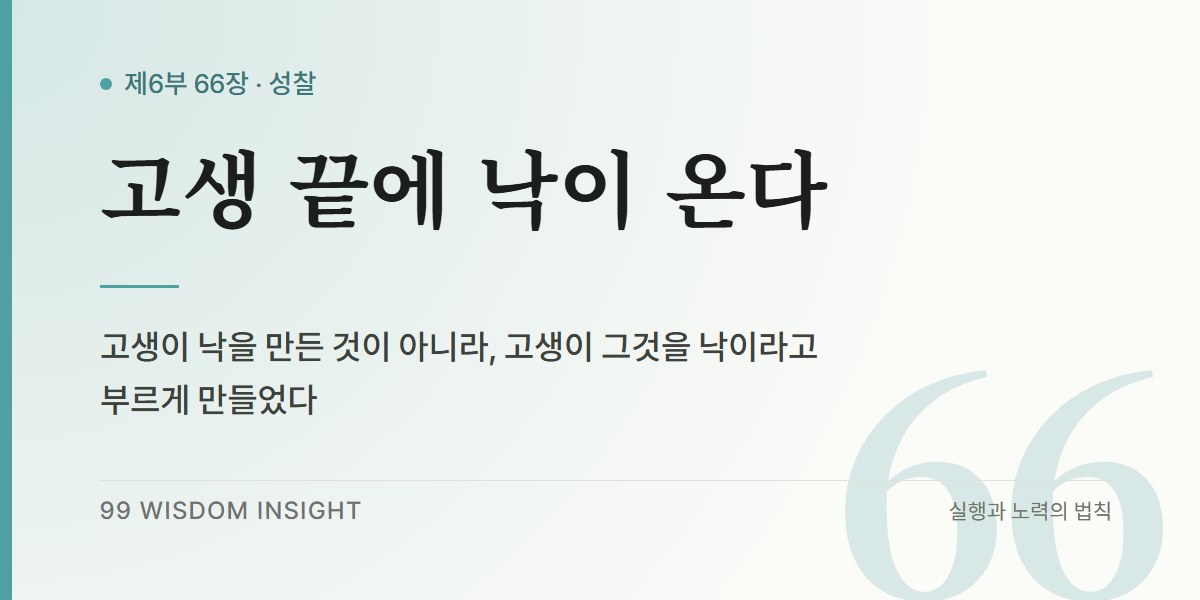 제6부 66장 · 성찰
고생 끝에 낙이 온다
고생이 낙을 만든 것이 아니라, 고생이 그것을 낙이라고
부르게 만들었다
66
99 WISDOM INSIGHT
실행과 노력의 법칙